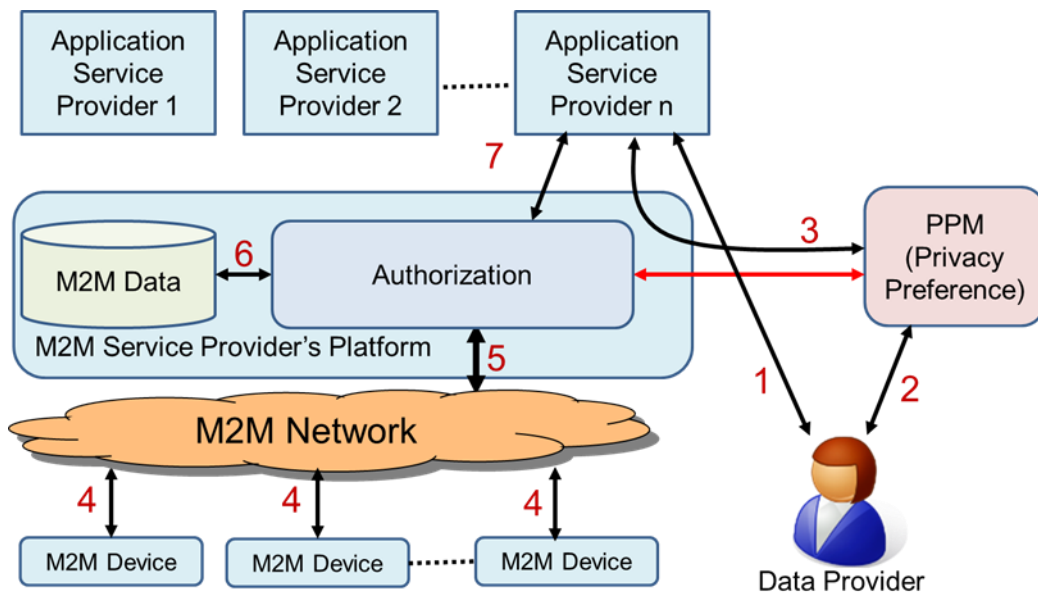 Application
Service
Provider 1
Application
Service
Provider 2
Application
Service
Provider n
7
3
PPM
(Privacy
Preference)
M2M Data
6
Authorization
M2M Service Provider's Platform
5
1
2
M2M Network
4
4
4
M2M Device
M2M Device
M2M Device
Data Provider